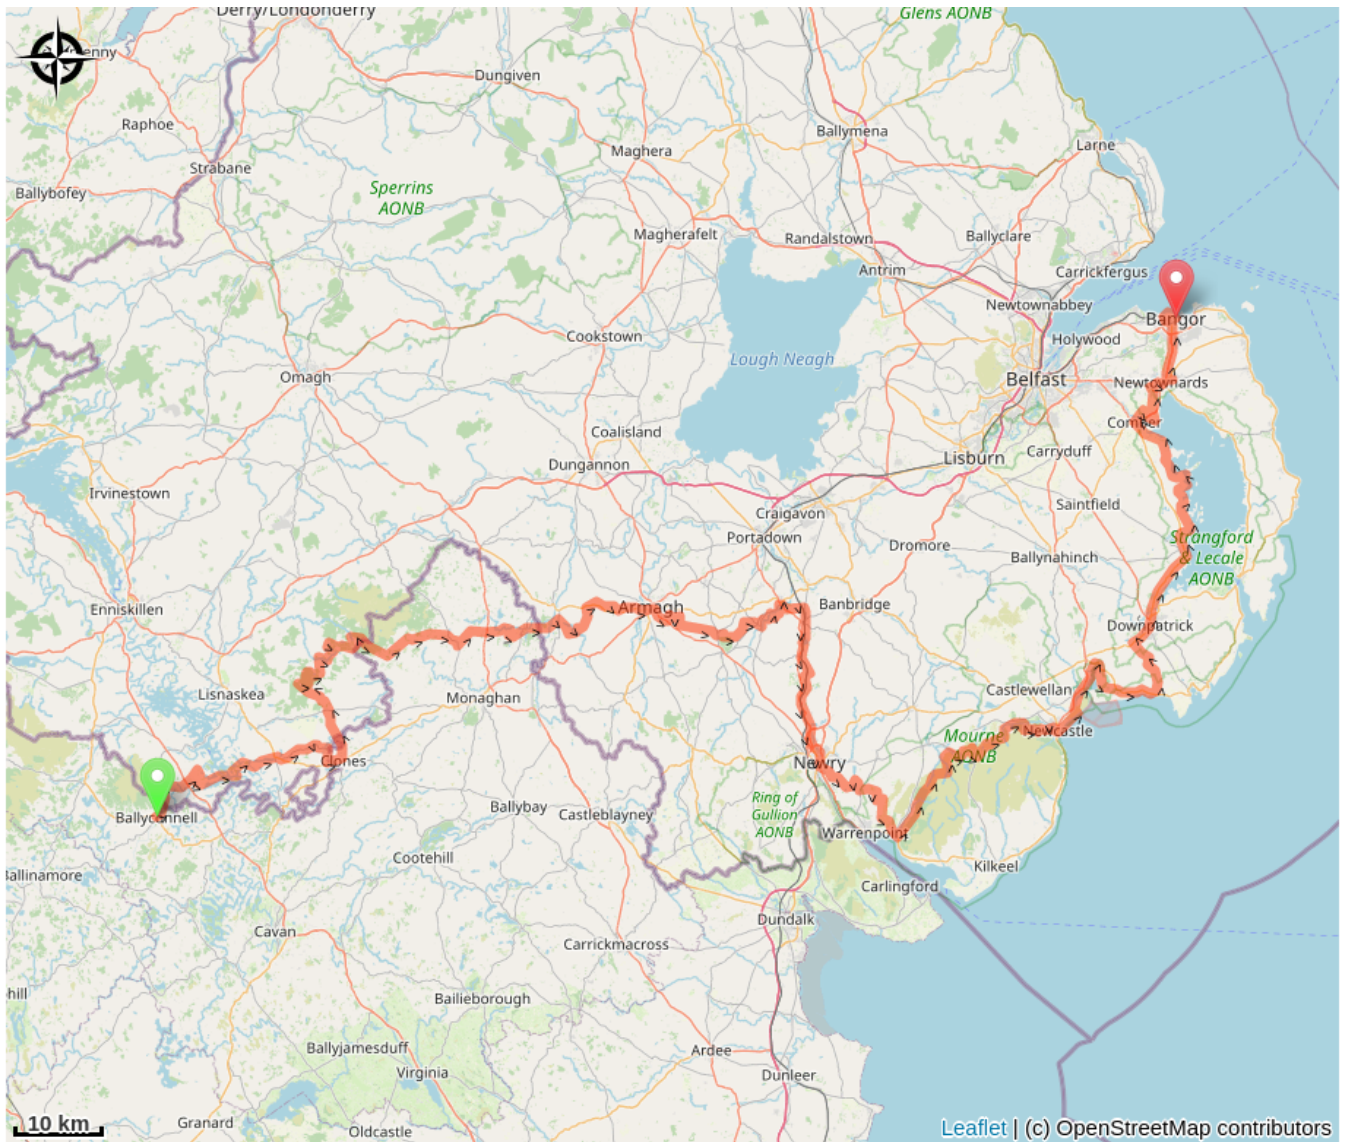 Derry/Londonderry
Glens AONB
enny
Dungiven
Raphoe
Ballymena
Larne
Maghera
Strabane
Ballybofey
Sperrins
AONB
Magherafelt
Randalstown
Ballyclare
Antrim
Carrickfergus
Newtownabbey
Bangor
Cookstown
Holywood
Lough Neagh
Omagh
Belfast
Newtownards
Comber
Coalisland
Dungannon
Lisburn
Carryduff
Irvinestown
Saintfield
Craigavon
Portadown
Dromore
Strangford
& Lecale
AONB
Ballynahinch
Enniskillen
Armagh
Banbridge
Downpatrick
Lisnaskea
Monaghan
Castlewellan
Newcastle
Mourne
AONB
Clones
Newry
Ring of
Gullion
AONB
Ballyconnell
Ballybay
Castleblayney
Warrenpoint
Cootehill
Kilkeel
Ballinamore
Carlingford
Dundalk
Cavan
Carrickmacross
hill
Bailieborough
Ballyjamesduff
Ardee
Virginia
Dunleer
Granard
Oldcastle
10 km
Leaflet | (c) OpenStreetMap contributors